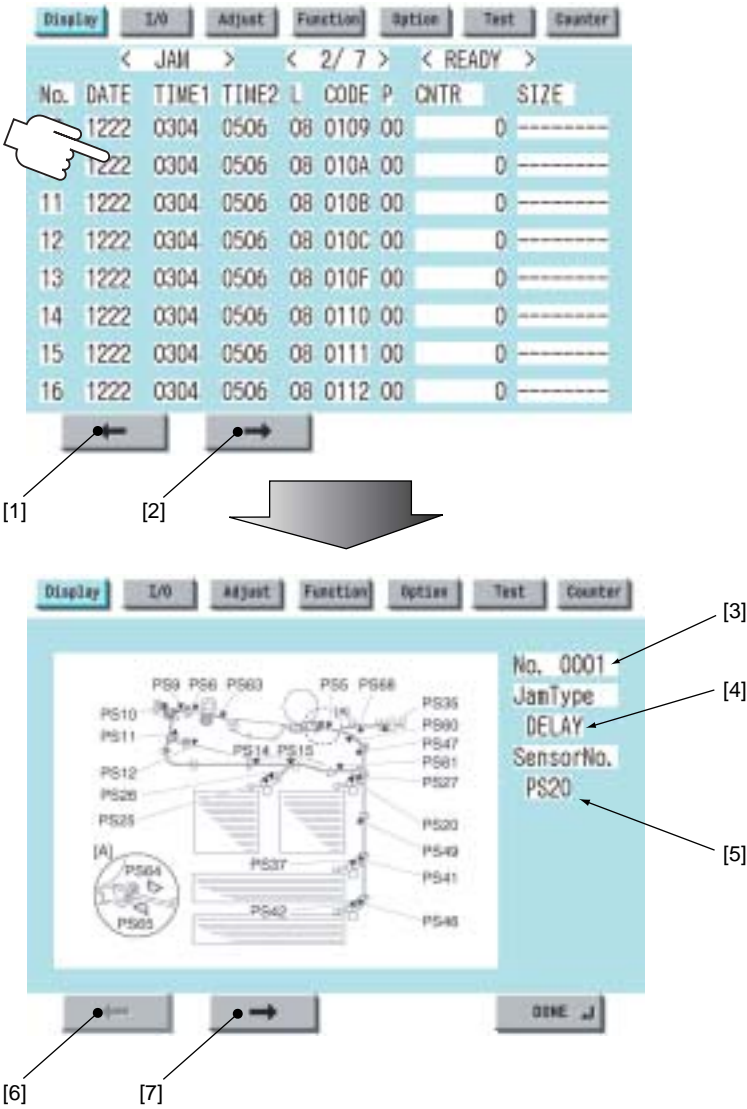 Display I/O Adjust Function Option Test Counter
< JAM > < 2/ 7 > < READY >
No. DATE TIME1 TIME2 L CODE P CNTR SIZE
1222 0304 0506 08 0109 00 0 --------
1222 0304 0506 08 010A 00 0 --------
11 1222 0304 0506 08 010B 00 0 --------
12 1222 0304 0506 08 010C 00 0 --------
13 1222 0304 0506 08 010F 00 0 --------
14 1222 0304 0506 08 0110 00 0 --------
15 1222 0304 0506 08 0111 00 0 --------
16 1222 0304 0506 08 0112 00 0 --------
[1] [2]
Display I/O Adjust Function Option Test Counter
[3]
No. 0001
[4]
JamType
DELAY
SensorNo.
PS20
[5]
PS9 PS6 PS63 PS5 PS68
PS10 [A] PS35
PS11 PS60
PS14 PS15 PS47
PS12 PS61
PS26 PS27
PS25 PS20
[A] PS49
PS64 PS37 PS41
PS65 PS42 PS46
DONE
[6] [7]